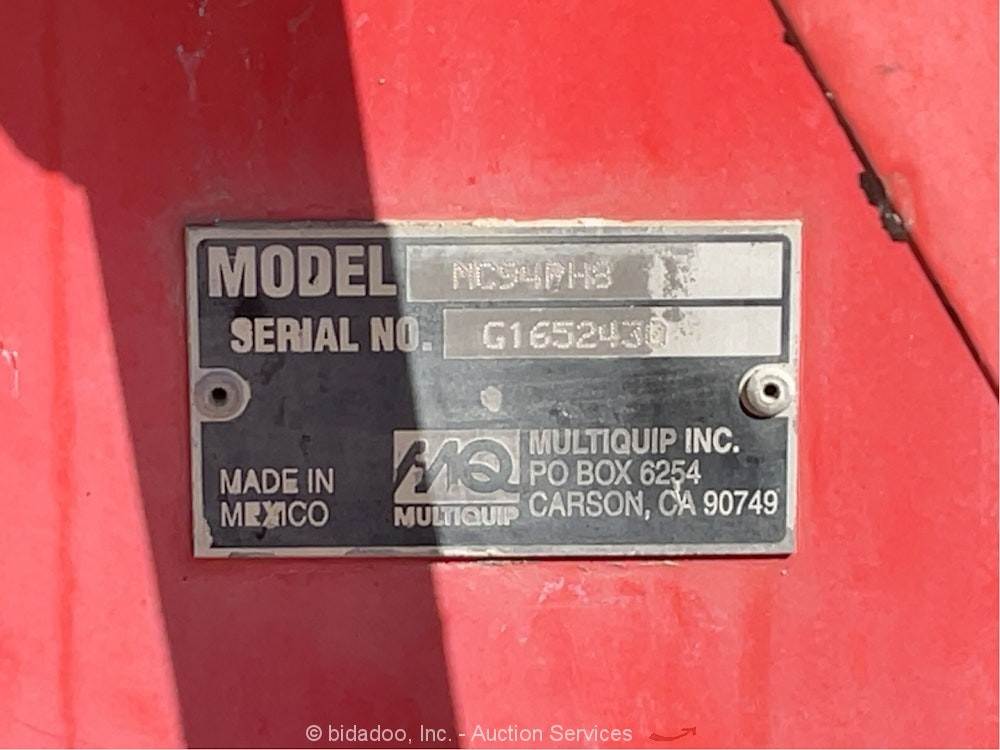 MODEL MC94PH8
SERIAL NO. G1652430
MADE IN
MEXICO
MQ
MULTIQUIP
MULTIQUIP INC.
PO BOX 6254
CARSON, CA 90749
© bidadoo, Inc. - Auction Services